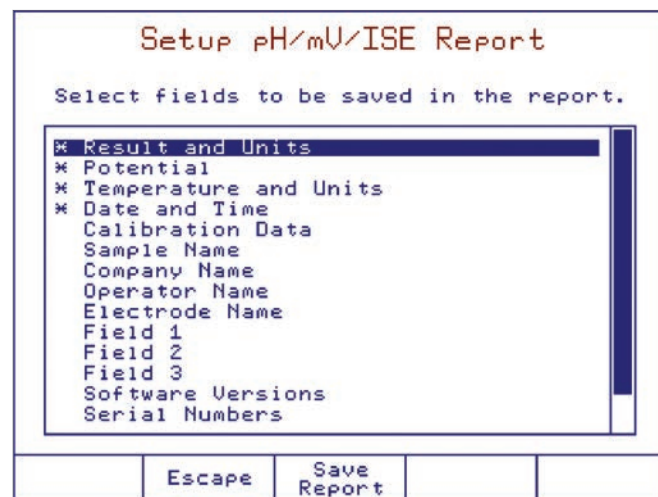 Setup pH/mV/ISE Report
Select fields to be saved in the report.
* Result and Units
* Potential
* Temperature and Units
* Date and Time
Calibration Data
Sample Name
Company Name
Operator Name
Electrode Name
Field 1
Field 2
Field 3
Software Versions
Serial Numbers
Escape
Save
Report